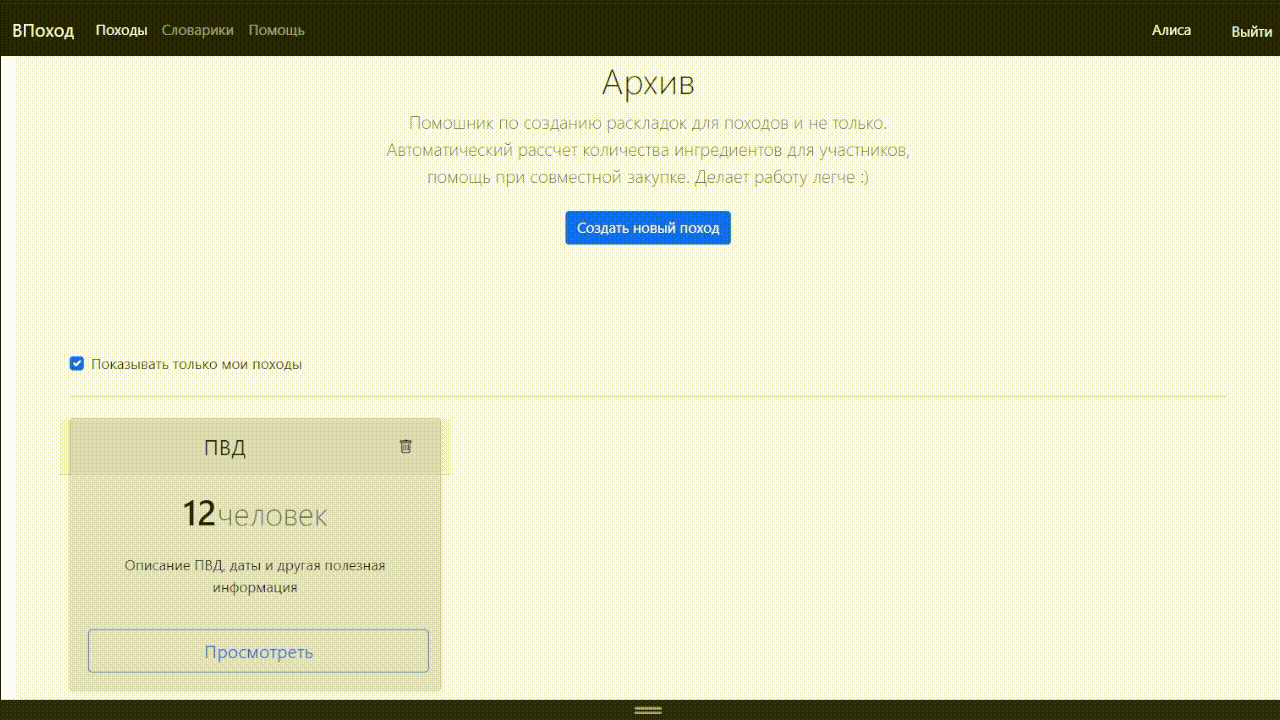 ВПоход Походы Словарики Помощь Алиса Выйти
Архив
Помошник по созданию раскладок для походов и не только.
Автоматический рассчет количества ингредиентов для участников,
помощь при совместной закупке. Делает работу легче :)
Создать новый поход
Показывать только мои походы
ПВД
12человек
Описание ПВД, даты и другая полезная
информация
Просмотреть